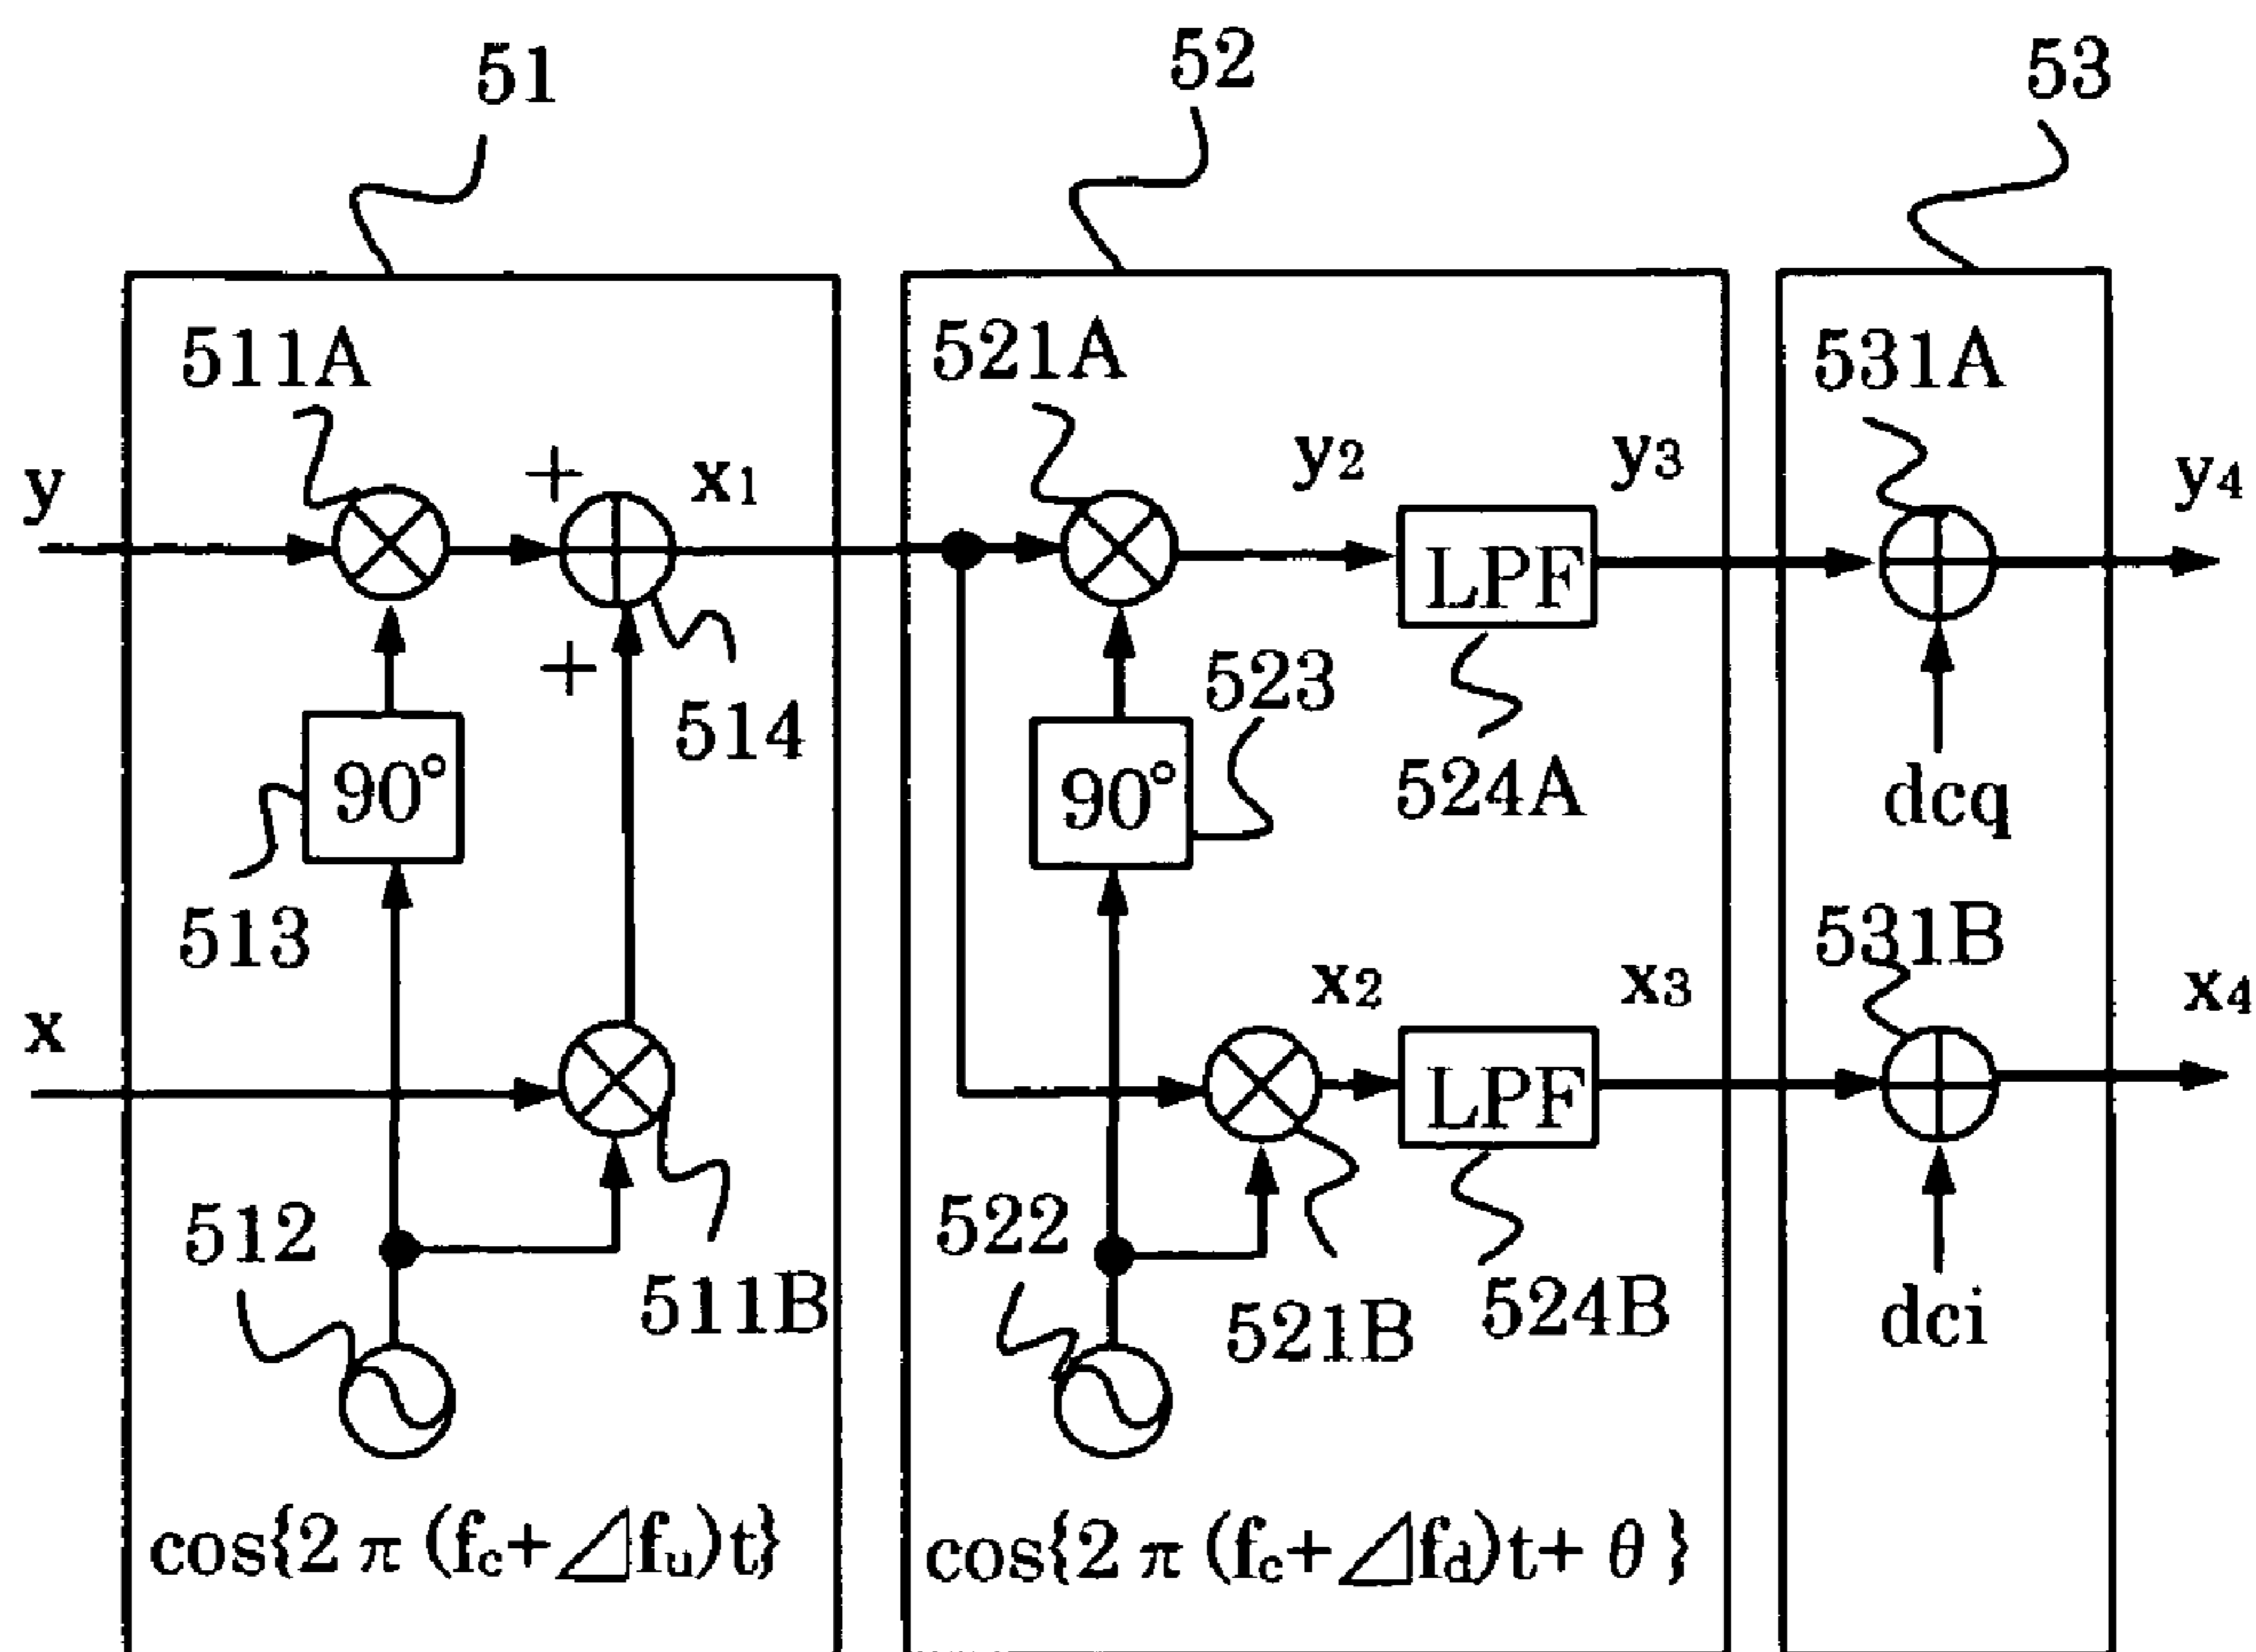 51
52
53
511A
521A
531A
y
+
x1
y2
y3
y4
LPF
+
514
523
90°
90°
524A
dcq
513
531B
x
x2
x3
x4
LPF
512
522
511B
521B
524B
dci
cos{2π(fc+⊿fu)t}
cos{2π(fc+⊿fd)t+θ}